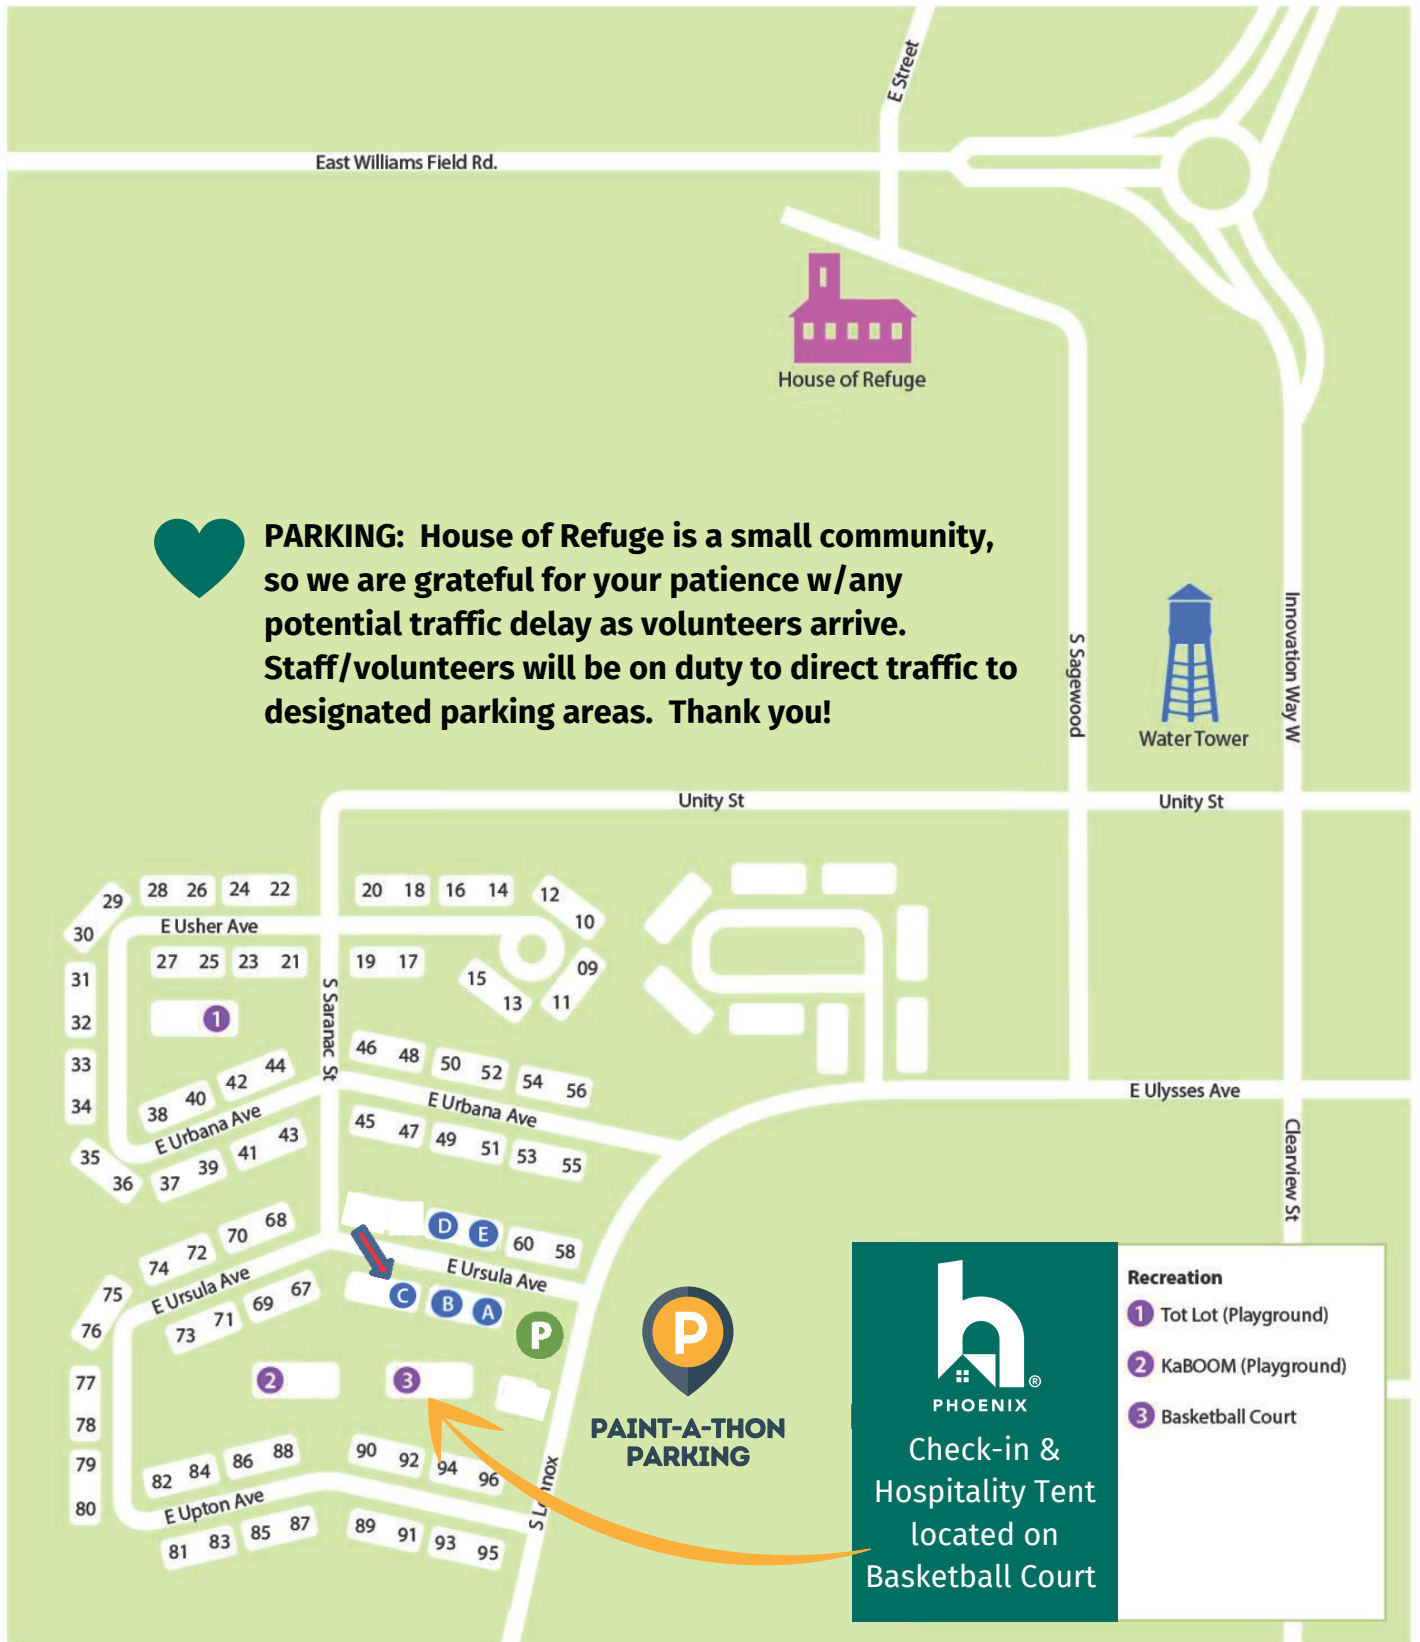 E Street
East Williams Field Rd.
House of Refuge
PARKING:  House of Refuge is a small community,
so we are grateful for your patience w/any
potential traffic delay as volunteers arrive.
Staff/volunteers will be on duty to direct traffic to
designated parking areas.  Thank you!
S Sagewood
Innovation Way W
Water Tower
Unity St
Unity St
28 26 24 22
20 18 16 14
12
10
29
30
E Usher Ave
27 25 23 21
19 17
15
13
11
09
31
32
33
34
1
S Saranac St
46 48 50 52 54 56
38 40 42 44
E Urbana Ave
E Urbana Ave
E Ulysses Ave
45 47 49 51 53 55
35
36
37 39 41 43
Clearview St
D E 60 58
74 72 70 68
E Ursula Ave
E Ursula Ave
75
76
73 71 69 67
C B A
P
P
PAINT-A-THON
PARKING
77
78
79
80
2
3
82 84 86 88
90 92 94 96
E Upton Ave
S Lennox
81 83 85 87
89 91 93 95
h®
PHOENIX
Check-in &
Hospitality Tent
located on
Basketball Court
Recreation
1 Tot Lot (Playground)
2 KaBOOM (Playground)
3 Basketball Court